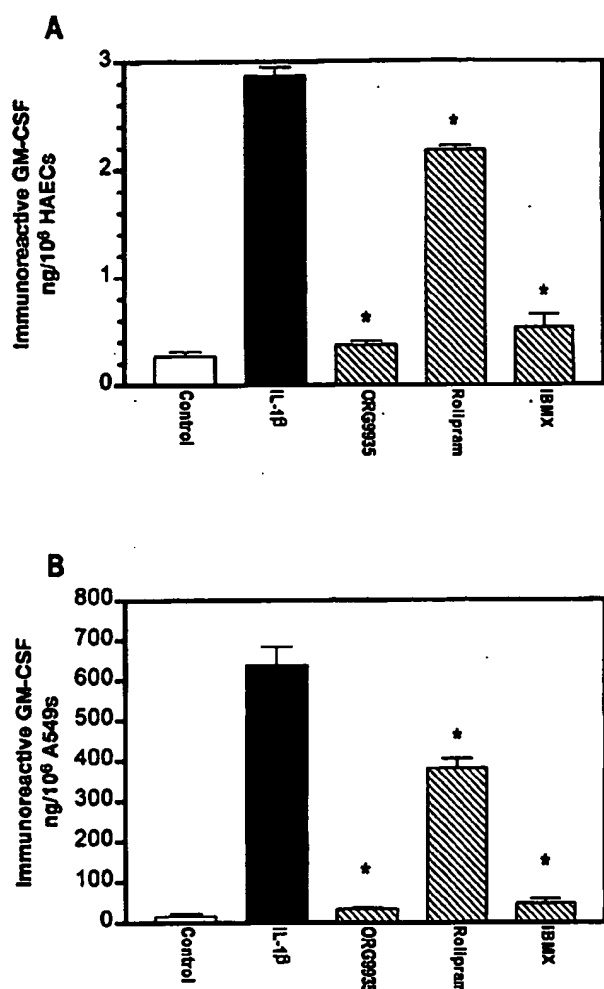 A
Immunoreactive GM-CSF
ng/10⁶ HAECs
3
2
1
0
*
*
*
Control
IL-1β
ORG9935
Rolipram
IBMX
B
Immunoreactive GM-CSF
ng/10⁶ A549s
800
700
600
500
400
300
200
100
0
*
*
*
Control
IL-1β
ORG9935
Rolipram
IBMX